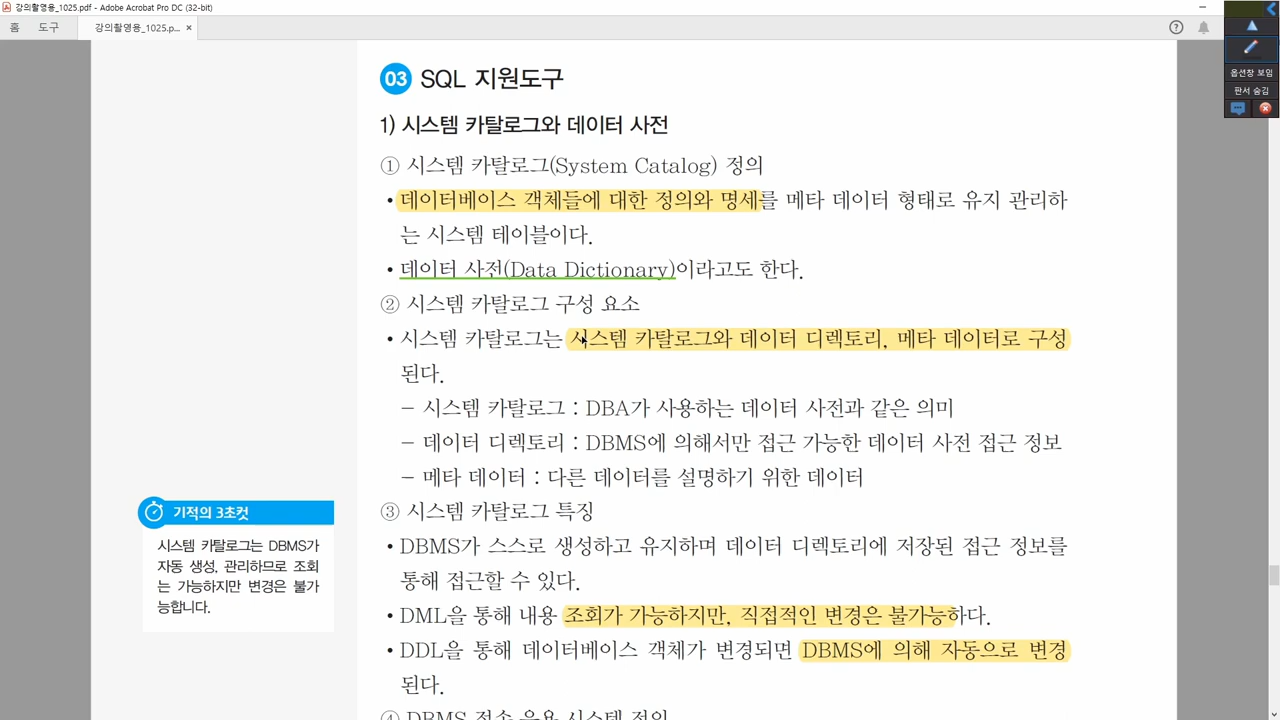 강의촬영용_1025.pdf - Adobe Acrobat Pro DC (32-bit)
홈 도구 강의촬영용_1025.p... ×
옵션창 보임
판서 숨김
03 SQL 지원도구
1) 시스템 카탈로그와 데이터 사전
① 시스템 카탈로그(System Catalog) 정의
• 데이터베이스 객체들에 대한 정의와 명세를 메타 데이터 형태로 유지 관리하
는 시스템 테이블이다.
• 데이터 사전(Data Dictionary)이라고도 한다.
② 시스템 카탈로그 구성 요소
• 시스템 카탈로그는 시스템 카탈로그와 데이터 디렉토리, 메타 데이터로 구성
된다.
– 시스템 카탈로그 : DBA가 사용하는 데이터 사전과 같은 의미
– 데이터 디렉토리 : DBMS에 의해서만 접근 가능한 데이터 사전 접근 정보
– 메타 데이터 : 다른 데이터를 설명하기 위한 데이터
③ 시스템 카탈로그 특징
• DBMS가 스스로 생성하고 유지하며 데이터 디렉토리에 저장된 접근 정보를
통해 접근할 수 있다.
• DML을 통해 내용 조회가 가능하지만, 직접적인 변경은 불가능하다.
• DDL을 통해 데이터베이스 객체가 변경되면 DBMS에 의해 자동으로 변경
된다.
기적의 3초컷
시스템 카탈로그는 DBMS가
자동 생성, 관리하므로 조회
는 가능하지만 변경은 불가
능합니다.